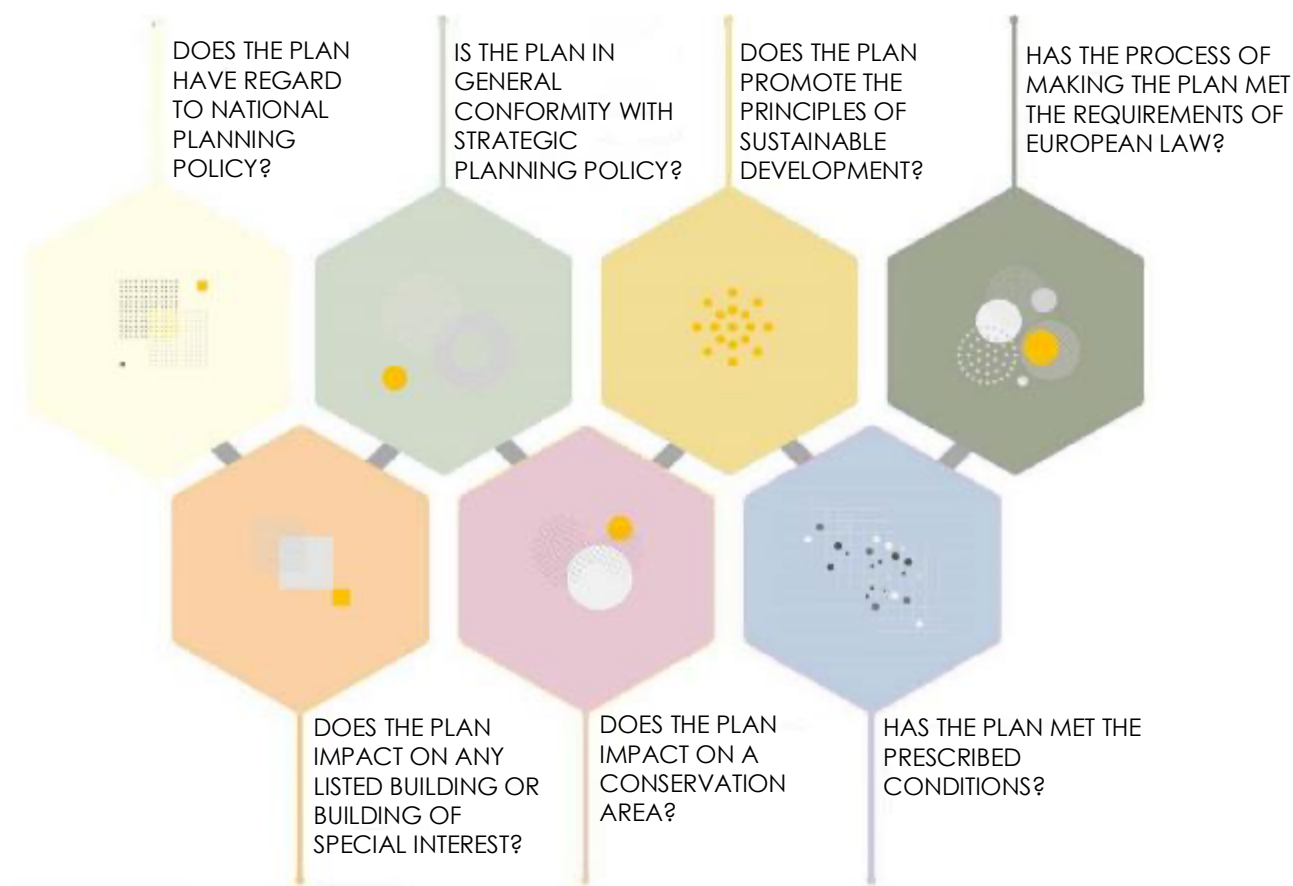 DOES THE PLAN
HAVE REGARD
TO NATIONAL
PLANNING
POLICY?
IS THE PLAN IN
GENERAL
CONFORMITY WITH
STRATEGIC
PLANNING POLICY?
DOES THE PLAN
PROMOTE THE
PRINCIPLES OF
SUSTAINABLE
DEVELOPMENT?
HAS THE PROCESS OF
MAKING THE PLAN MET
THE REQUIREMENTS OF
EUROPEAN LAW?
DOES THE PLAN
IMPACT ON ANY
LISTED BUILDING OR
BUILDING OF
SPECIAL INTEREST?
DOES THE PLAN
IMPACT ON A
CONSERVATION
AREA?
HAS THE PLAN MET THE
PRESCRIBED
CONDITIONS?